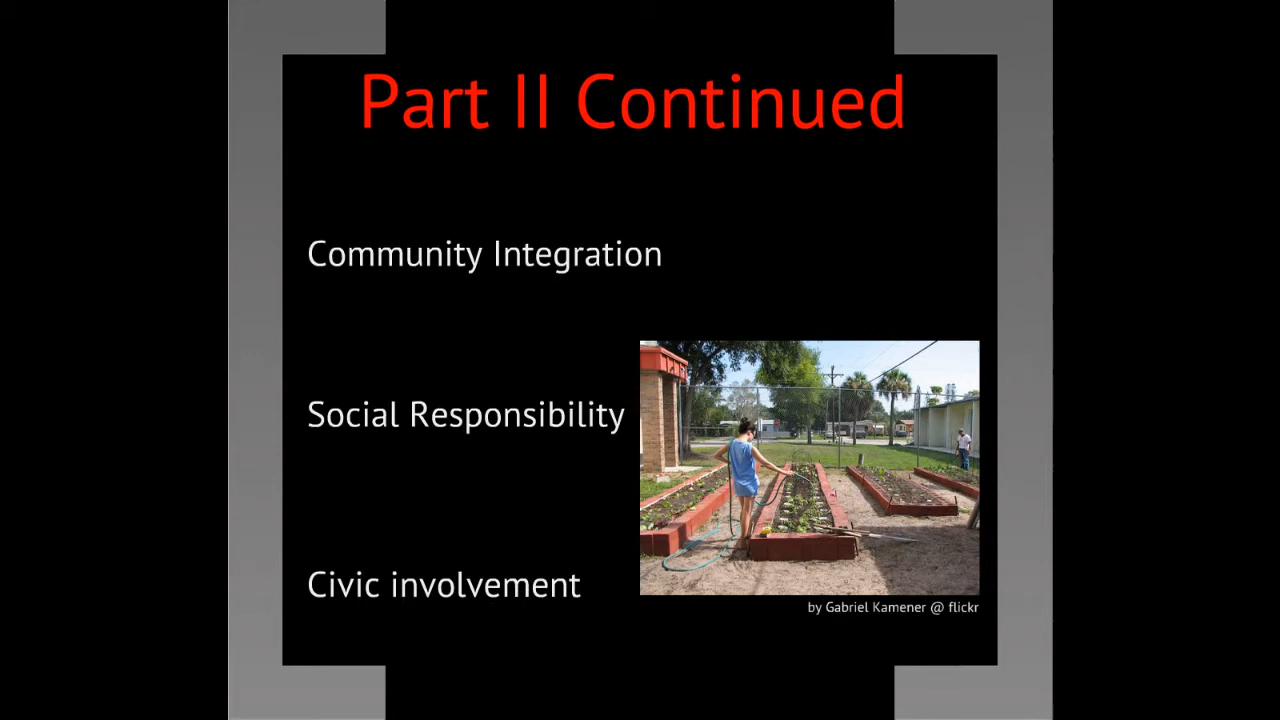 Part II Continued
Community Integration
Social Responsibility
Civic involvement
by Gabriel Kamener @ flickr